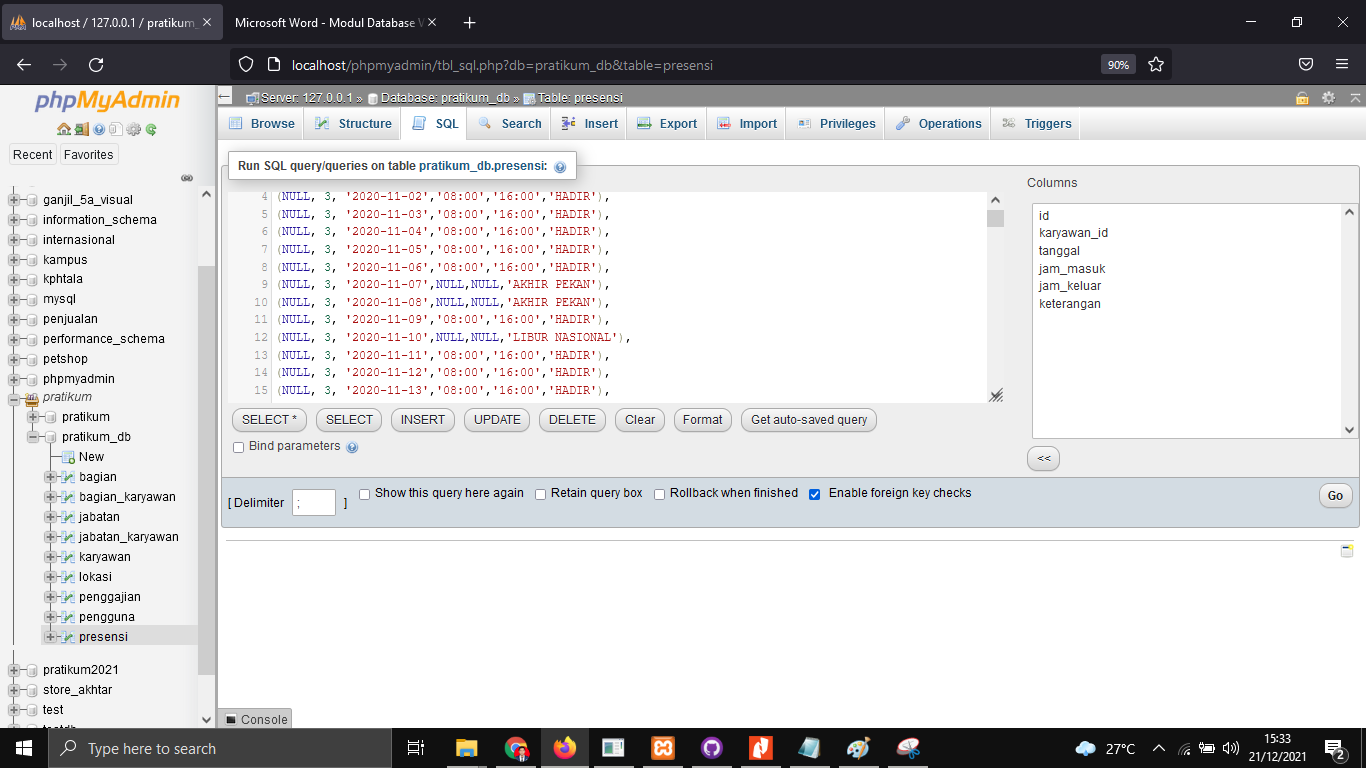 localhost / 127.0.0.1 / pratikum_
Microsoft Word - Modul Database V
localhost/phpmyadmin/tbl_sql.php?db=pratikum_db&table=presensi
90%
phpMyAdmin
Recent
Favorites
ganjil_5a_visual
information_schema
internasional
kampus
kphtala
mysql
penjualan
performance_schema
petshop
phpmyadmin
pratikum
pratikum
pratikum_db
New
bagian
bagian_karyawan
jabatan
jabatan_karyawan
karyawan
lokasi
penggajian
pengguna
presensi
pratikum2021
store_akhtar
test
Server: 127.0.0.1 » Database: pratikum_db » Table: presensi
Browse
Structure
SQL
Search
Insert
Export
Import
Privileges
Operations
Triggers
Run SQL query/queries on table pratikum_db.presensi:
4 (NULL, 3, '2020-11-02','08:00','16:00','HADIR'),
5 (NULL, 3, '2020-11-03','08:00','16:00','HADIR'),
6 (NULL, 3, '2020-11-04','08:00','16:00','HADIR'),
7 (NULL, 3, '2020-11-05','08:00','16:00','HADIR'),
8 (NULL, 3, '2020-11-06','08:00','16:00','HADIR'),
9 (NULL, 3, '2020-11-07',NULL,NULL,'AKHIR PEKAN'),
10 (NULL, 3, '2020-11-08',NULL,NULL,'AKHIR PEKAN'),
11 (NULL, 3, '2020-11-09','08:00','16:00','HADIR'),
12 (NULL, 3, '2020-11-10',NULL,NULL,'LIBUR NASIONAL'),
13 (NULL, 3, '2020-11-11','08:00','16:00','HADIR'),
14 (NULL, 3, '2020-11-12','08:00','16:00','HADIR'),
15 (NULL, 3, '2020-11-13','08:00','16:00','HADIR'),
Columns
id
karyawan_id
tanggal
jam_masuk
jam_keluar
keterangan
<<
SELECT *
SELECT
INSERT
UPDATE
DELETE
Clear
Format
Get auto-saved query
Bind parameters
[ Delimiter ; ]
Show this query here again
Retain query box
Rollback when finished
Enable foreign key checks
Go
Console
Type here to search
27°C
15:33
21/12/2021
2